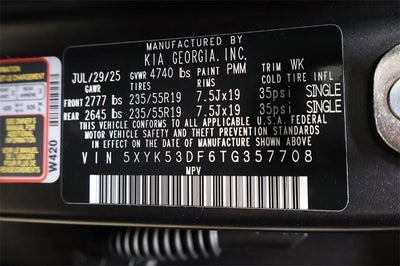 MANUFACTURED BY
KIA GEORGIA, INC.
JUL/29/25 GVWR 4740 lbs PAINT PMM TRIM WK
GAWR TIRES RIMS COLD TIRE INFL
FRONT 2777 lbs 235/55R19 7.5Jx19 35psi SINGLE
REAR 2645 lbs 235/55R19 7.5Jx19 35psi SINGLE
THIS VEHICLE CONFORMS TO ALL APPLICABLE U.S.A. FEDERAL
MOTOR VEHICLE SAFETY AND THEFT PREVENTION STANDARDS
IN EFFECT ON THE DATE OF MANUFACTURE SHOWN ABOVE.
VIN 5XYK53DF6TG357708
MPV
W420